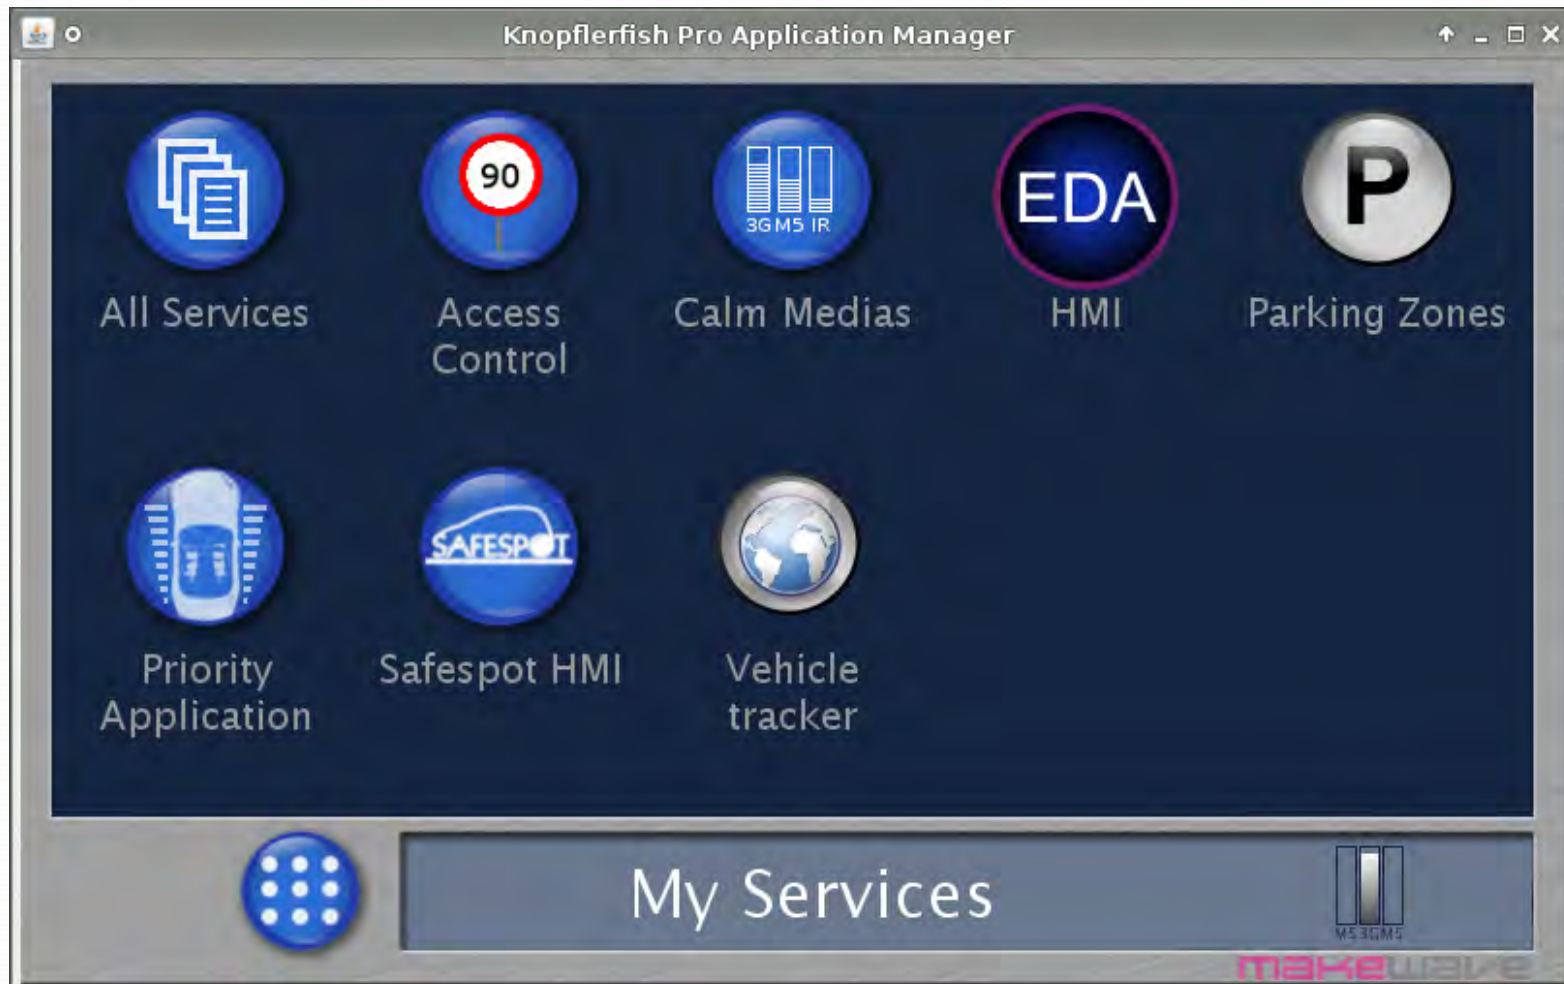 Knopflerfish Pro Application Manager
90
3G M5 IR
EDA
P
All Services
Access
Control
Calm Medias
HMI
Parking Zones
SAFESPOT
Priority
Application
Safespot HMI
Vehicle
tracker
My Services
M5 3G M5
makewave